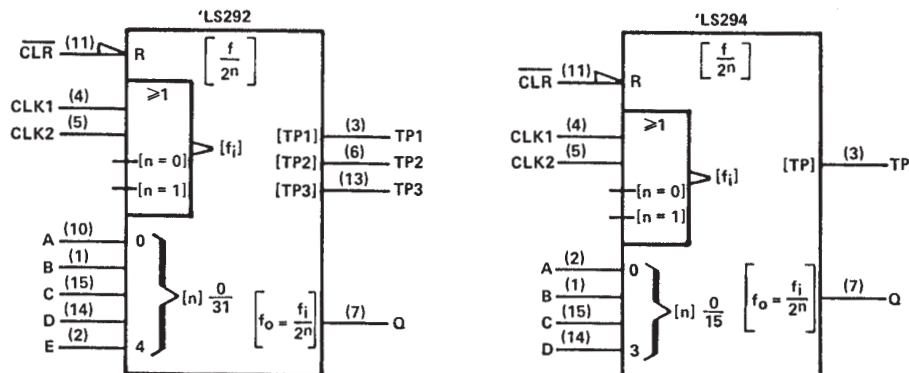 'LS292
CLR (11) R [f/2ⁿ]
≥1
CLK1 (4)
CLK2 (5)
[fi]
[n = 0]
[n = 1]
[TP1] (3) TP1
[TP2] (6) TP2
[TP3] (13) TP3
A (10) 0
B (1)
C (15) [n] 0/31
D (14)
E (2) 4
[fo = fi/2ⁿ] (7) Q
'LS294
CLR (11) R [f/2ⁿ]
≥1
CLK1 (4)
CLK2 (5)
[fi]
[n = 0]
[n = 1]
[TP] (3) TP
A (2) 0
B (1)
C (15) [n] 0/15
D (14) 3
[fo = fi/2ⁿ] (7) Q